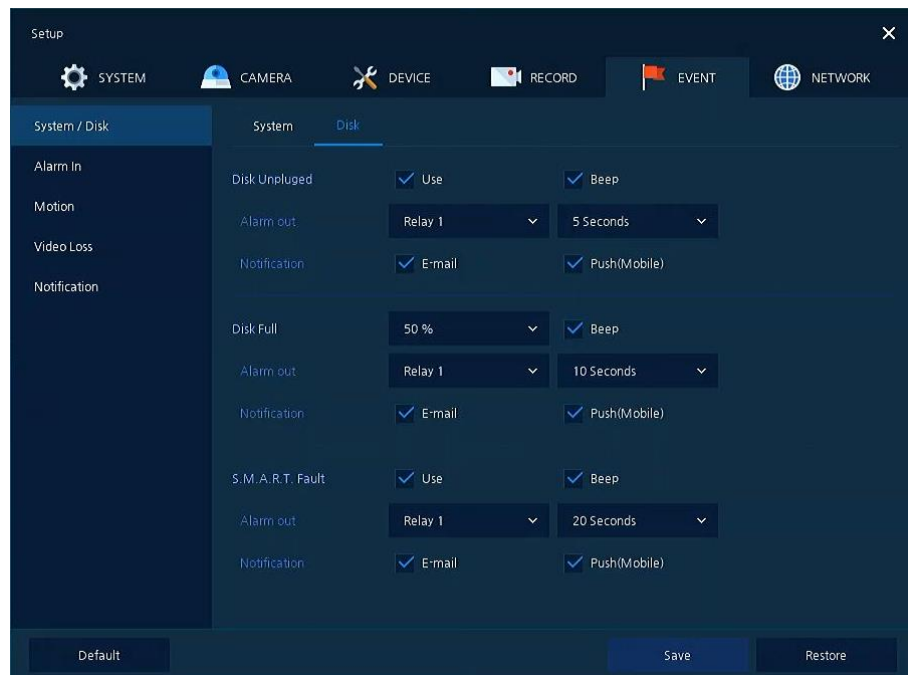 Setup
SYSTEM CAMERA DEVICE RECORD EVENT NETWORK
System / Disk System Disk
Alarm In
Disk Unpluged Use Beep
Motion
Alarm out Relay 1 5 Seconds
Video Loss
Notification E-mail Push(Mobile)
Notification
Disk Full 50 % Beep
Alarm out Relay 1 10 Seconds
Notification E-mail Push(Mobile)
S.M.A.R.T. Fault Use Beep
Alarm out Relay 1 20 Seconds
Notification E-mail Push(Mobile)
Default Save Restore